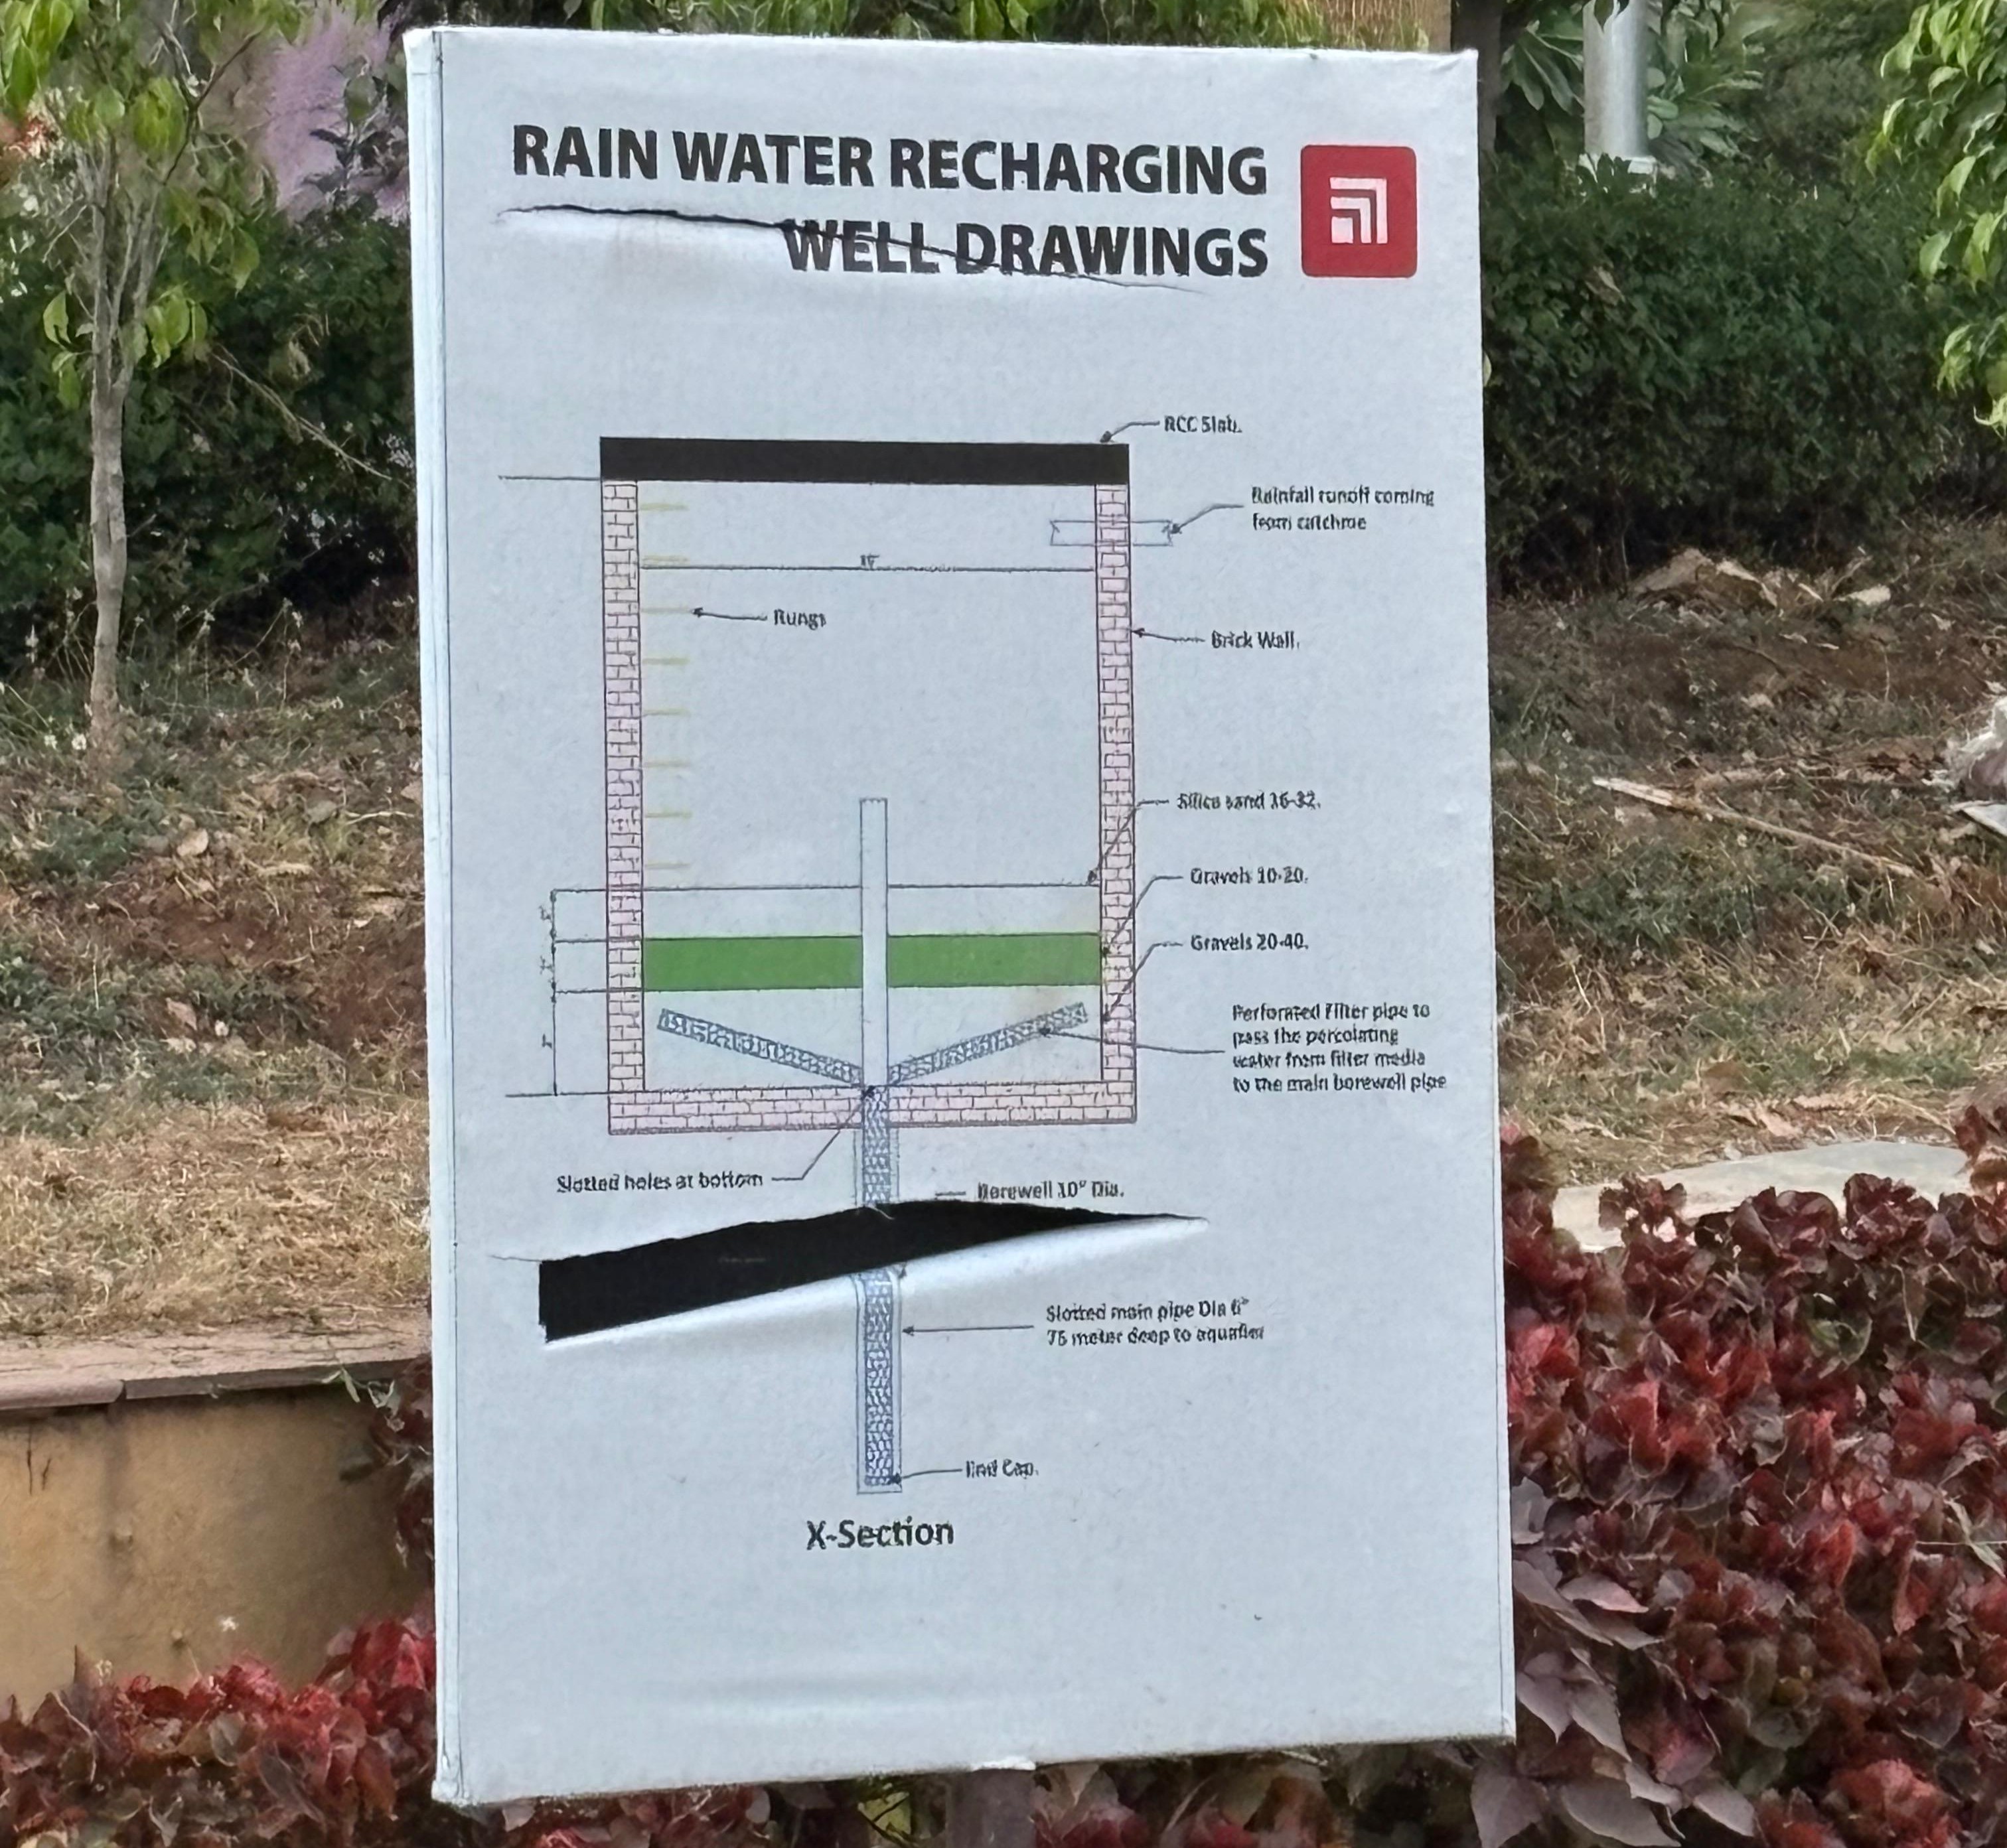 RAIN WATER RECHARGING
WELL DRAWINGS
RCC Slab.
Rainfall runoff coming
from catchme
Rungs
Brick Wall.
Silica sand 16-32.
Gravels 10-20.
Gravels 20-40.
Perforated Filter pipe to
pass the percolating
water from filter media
to the main borewell pipe
Slotted holes at bottom
Borewell 10" Dia.
Slotted main pipe Dia 6"
75 meter deep to aquafier
End Cap.
X-Section